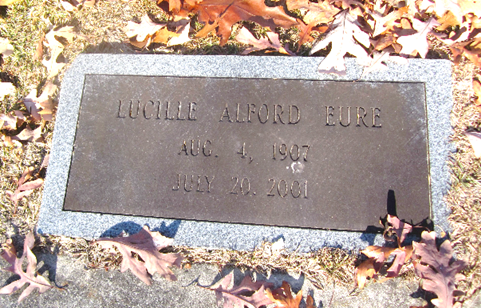 LUCILLE ALFORD EURE
AUG. 4, 1907
JULY 20, 2001